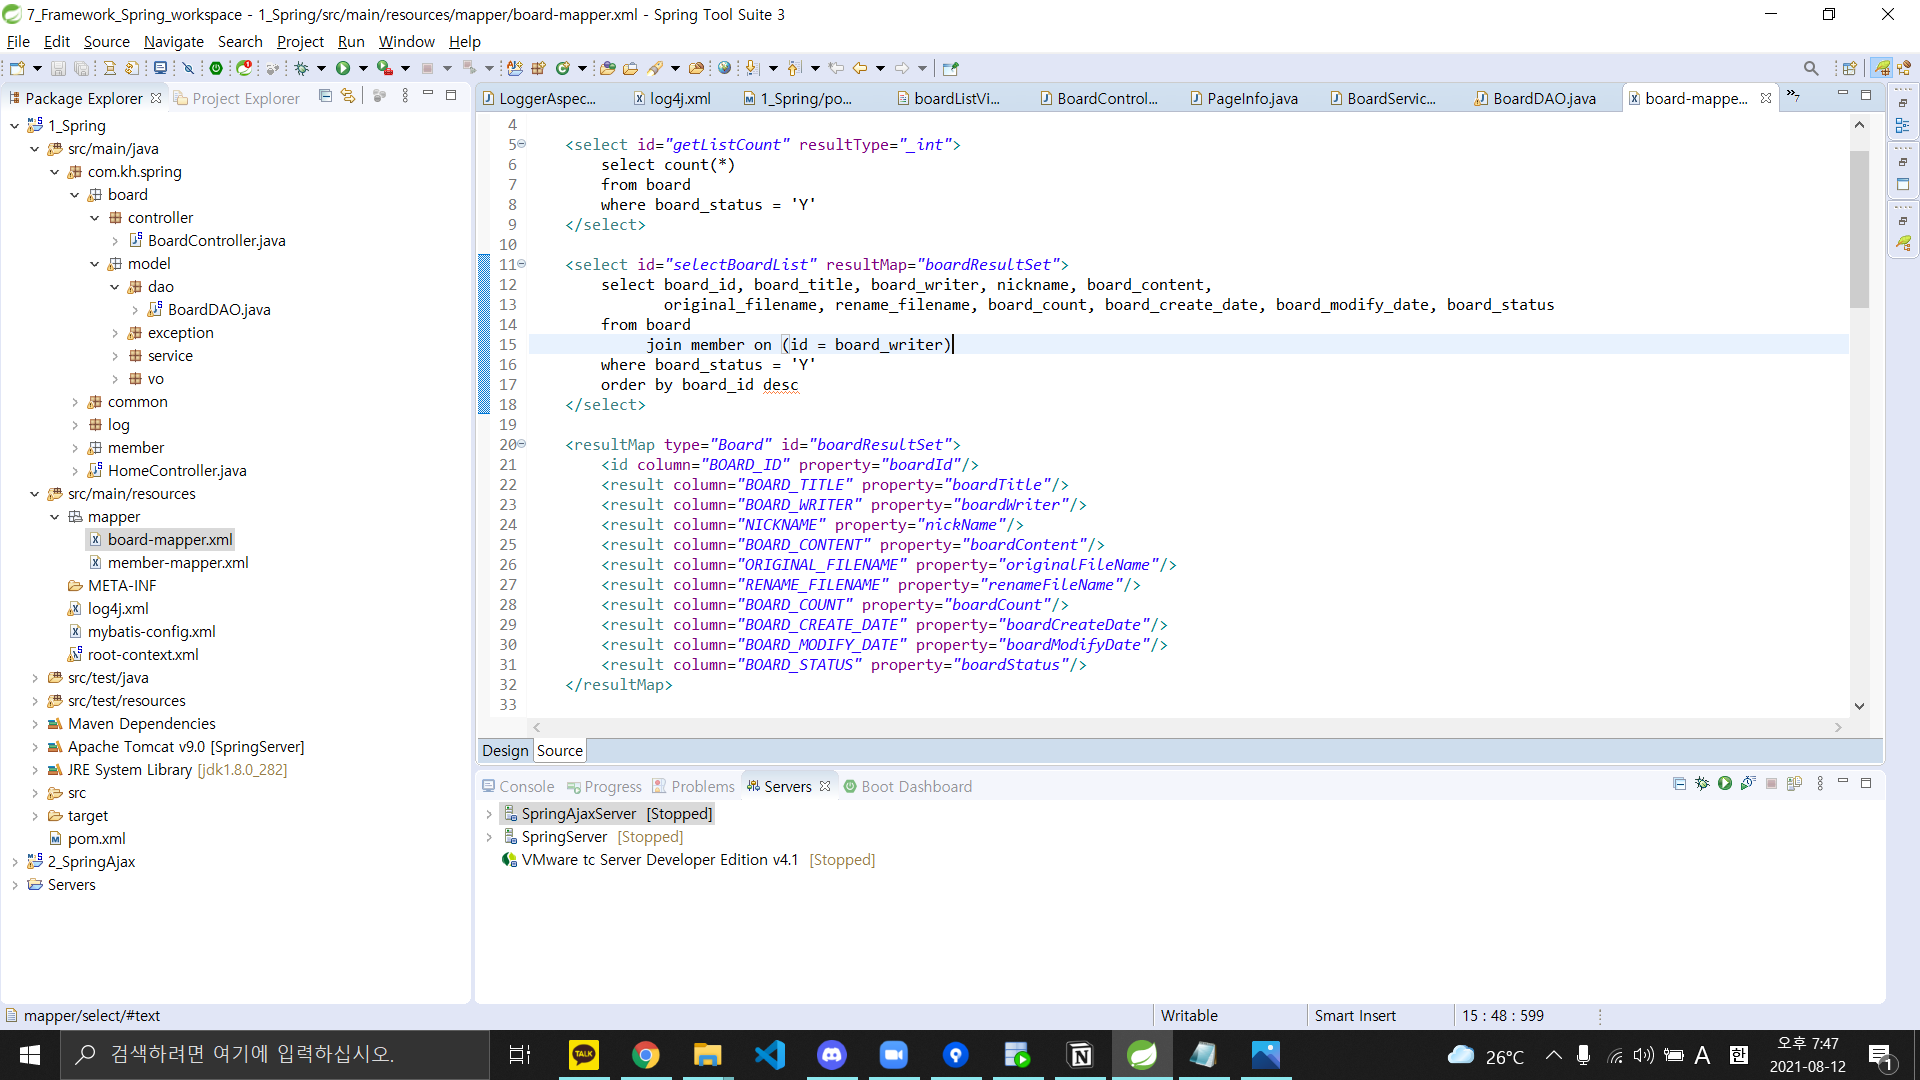 7_Framework_Spring_workspace - 1_Spring/src/main/resources/mapper/board-mapper.xml - Spring Tool Suite 3
File Edit Source Navigate Search Project Run Window Help
Package Explorer Project Explorer
1_Spring
src/main/java
com.kh.spring
board
controller
BoardController.java
model
dao
BoardDAO.java
exception
service
vo
common
log
member
HomeController.java
src/main/resources
mapper
board-mapper.xml
member-mapper.xml
META-INF
log4j.xml
mybatis-config.xml
root-context.xml
src/test/java
src/test/resources
Maven Dependencies
Apache Tomcat v9.0 [SpringServer]
JRE System Library [jdk1.8.0_282]
src
target
pom.xml
2_SpringAjax
Servers
LoggerAspec... log4j.xml 1_Spring/po... boardListVi... BoardControl... PageInfo.java BoardServic... BoardDAO.java board-mappe... »7
4
5 <select id="getListCount" resultType="_int">
6 select count(*)
7 from board
8 where board_status = 'Y'
9 </select>
10
11 <select id="selectBoardList" resultMap="boardResultSet">
12 select board_id, board_title, board_writer, nickname, board_content,
13 original_filename, rename_filename, board_count, board_create_date, board_modify_date, board_status
14 from board
15 join member on (id = board_writer)
16 where board_status = 'Y'
17 order by board_id desc
18 </select>
19
20 <resultMap type="Board" id="boardResultSet">
21 <id column="BOARD_ID" property="boardId"/>
22 <result column="BOARD_TITLE" property="boardTitle"/>
23 <result column="BOARD_WRITER" property="boardWriter"/>
24 <result column="NICKNAME" property="nickName"/>
25 <result column="BOARD_CONTENT" property="boardContent"/>
26 <result column="ORIGINAL_FILENAME" property="originalFileName"/>
27 <result column="RENAME_FILENAME" property="renameFileName"/>
28 <result column="BOARD_COUNT" property="boardCount"/>
29 <result column="BOARD_CREATE_DATE" property="boardCreateDate"/>
30 <result column="BOARD_MODIFY_DATE" property="boardModifyDate"/>
31 <result column="BOARD_STATUS" property="boardStatus"/>
32 </resultMap>
33
Design Source
Console Progress Problems Servers Boot Dashboard
SpringAjaxServer [Stopped]
SpringServer [Stopped]
VMware tc Server Developer Edition v4.1 [Stopped]
mapper/select/#text Writable Smart Insert 15 : 48 : 599
검색하려면 여기에 입력하십시오. TALK 26°C A 한 오후 7:47
2021-08-12 1